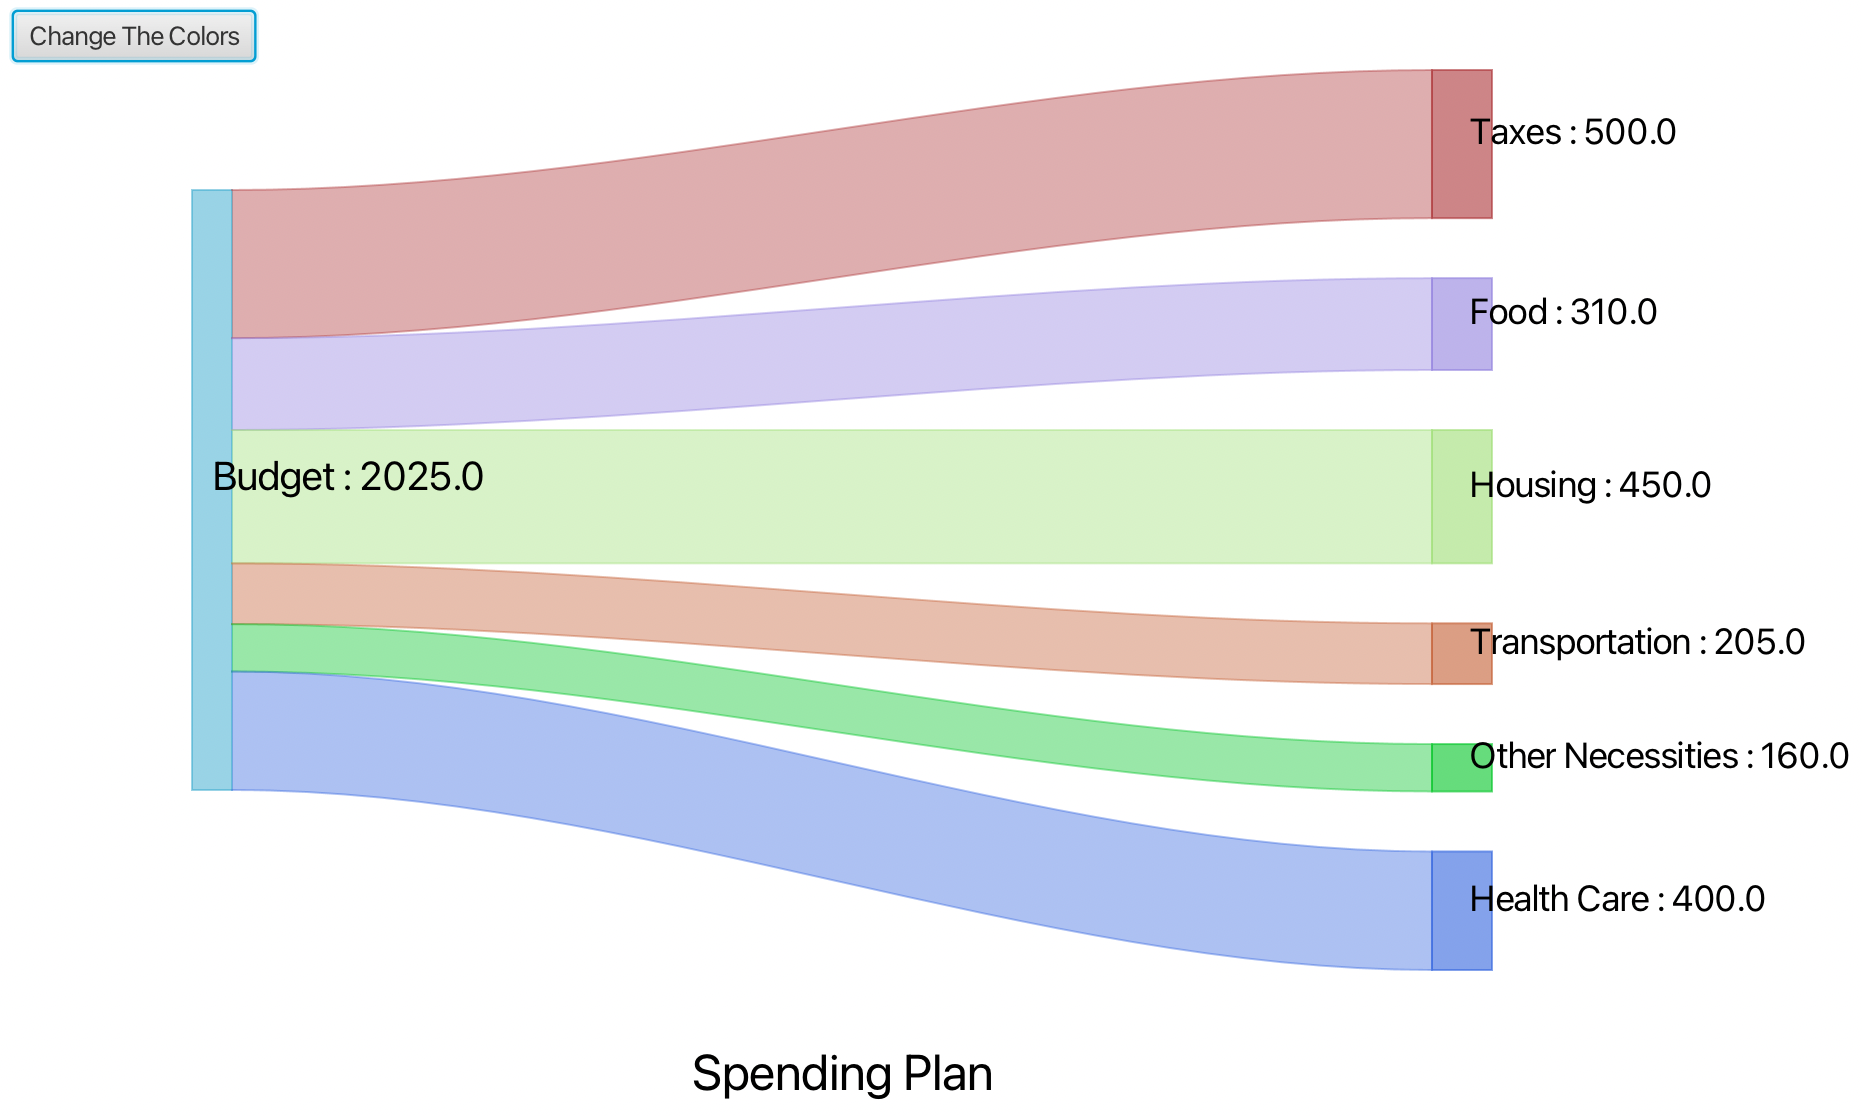 Change The Colors
Taxes : 500.0
Food : 310.0
Budget : 2025.0
Housing : 450.0
Transportation : 205.0
Other Necessities : 160.0
Health Care : 400.0
Spending Plan